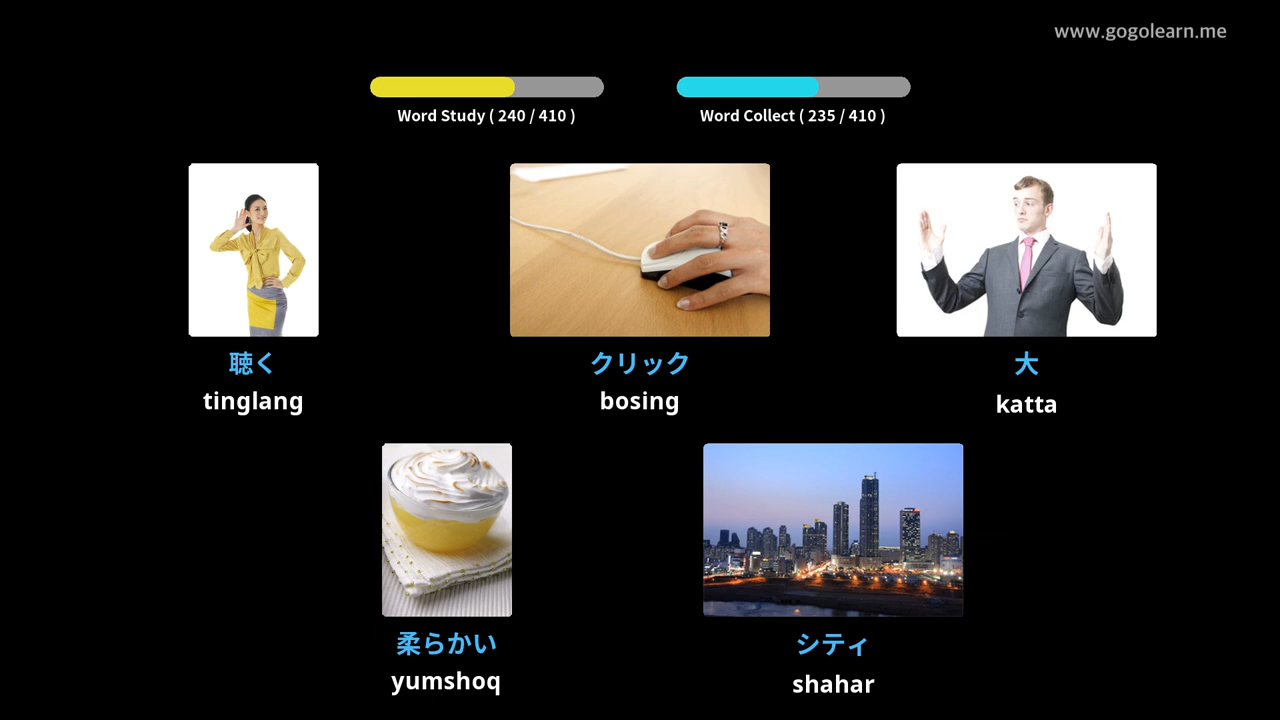 www.gogolearn.me
Word Study ( 240 / 410 )
Word Collect ( 235 / 410 )
聴く
tinglang
クリック
bosing
大
katta
柔らかい
yumshoq
シティ
shahar